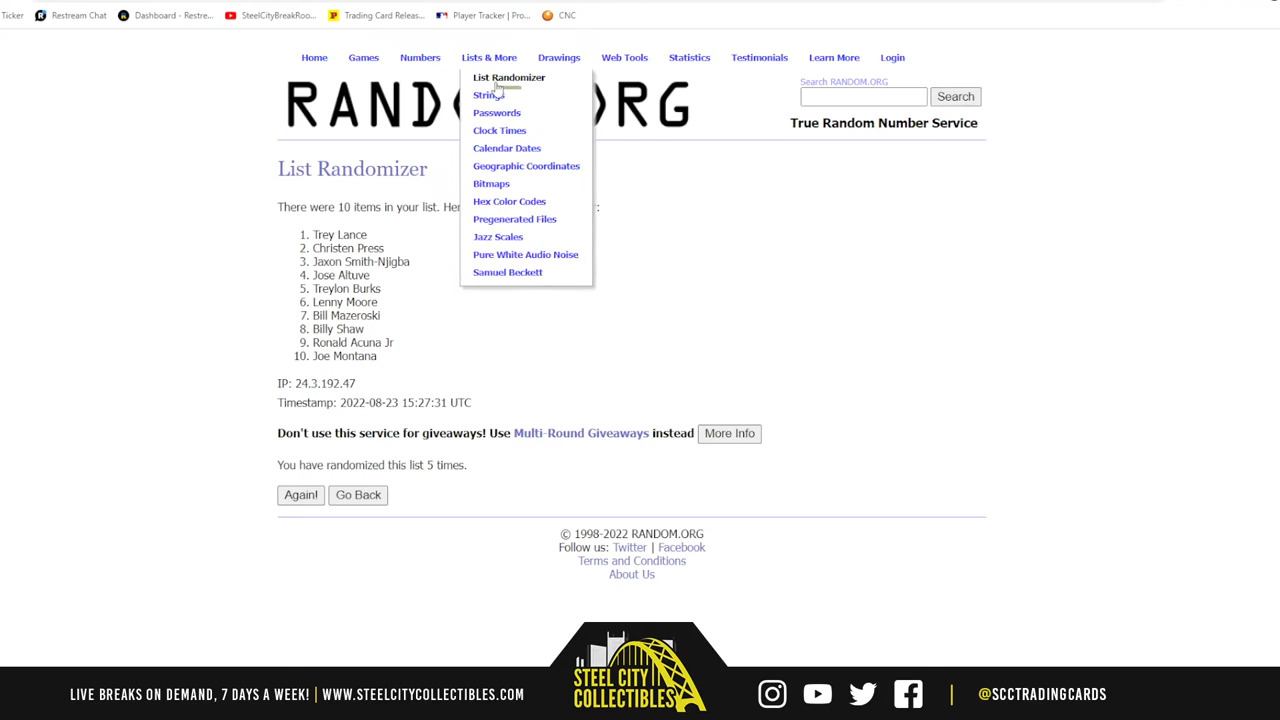 Ticker Restream Chat Dashboard - Restre... SteelCityBreakRoo... Trading Card Releas... Player Tracker | Pro... CNC
Home Games Numbers Lists & More Drawings Web Tools Statistics Testimonials Learn More Login
List Randomizer
Strings
Passwords
Clock Times
Calendar Dates
Geographic Coordinates
Bitmaps
Hex Color Codes
Pregenerated Files
Jazz Scales
Pure White Audio Noise
Samuel Beckett
Search RANDOM.ORG
Search
True Random Number Service
List Randomizer
There were 10 items in your list. Her
1. Trey Lance
2. Christen Press
3. Jaxon Smith-Njigba
4. Jose Altuve
5. Treylon Burks
6. Lenny Moore
7. Bill Mazeroski
8. Billy Shaw
9. Ronald Acuna Jr
10. Joe Montana
IP: 24.3.192.47
Timestamp: 2022-08-23 15:27:31 UTC
Don't use this service for giveaways! Use Multi-Round Giveaways instead More Info
You have randomized this list 5 times.
Again! Go Back
© 1998-2022 RANDOM.ORG
Follow us: Twitter | Facebook
Terms and Conditions
About Us
LIVE BREAKS ON DEMAND, 7 DAYS A WEEK! | WWW.STEELCITYCOLLECTIBLES.COM
STEEL CITY
COLLECTIBLES
@SCCTRADINGCARDS